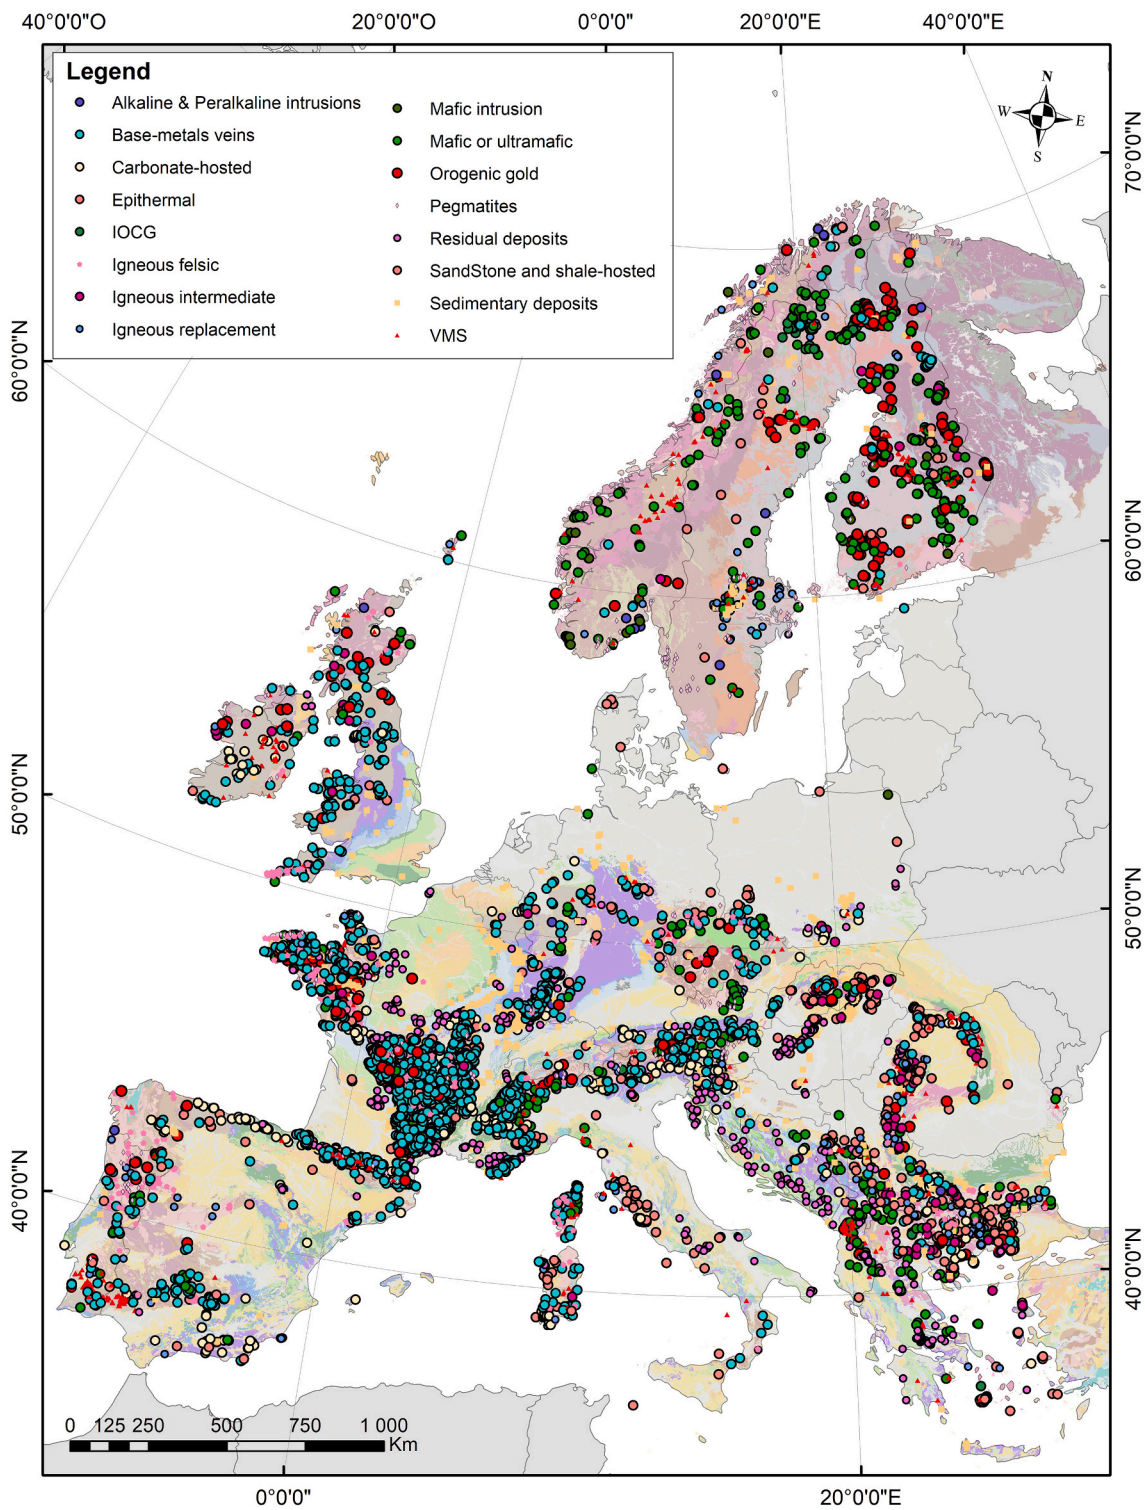 40°0'0"O 20°0'0"O 0°0'0" 20°0'0"E 40°0'0"E
Legend
Alkaline & Peralkaline intrusions
Base-metals veins
Carbonate-hosted
Epithermal
IOCG
Igneous felsic
Igneous intermediate
Igneous replacement
Mafic intrusion
Mafic or ultramafic
Orogenic gold
Pegmatites
Residual deposits
SandStone and shale-hosted
Sedimentary deposits
VMS
N
W E
S
70°0'0"N
60°0'0"N
60°0'0"N
50°0'0"N
50°0'0"N
40°0'0"N
40°0'0"N
0 125 250 500 750 1 000
Km
0°0'0" 20°0'0"E